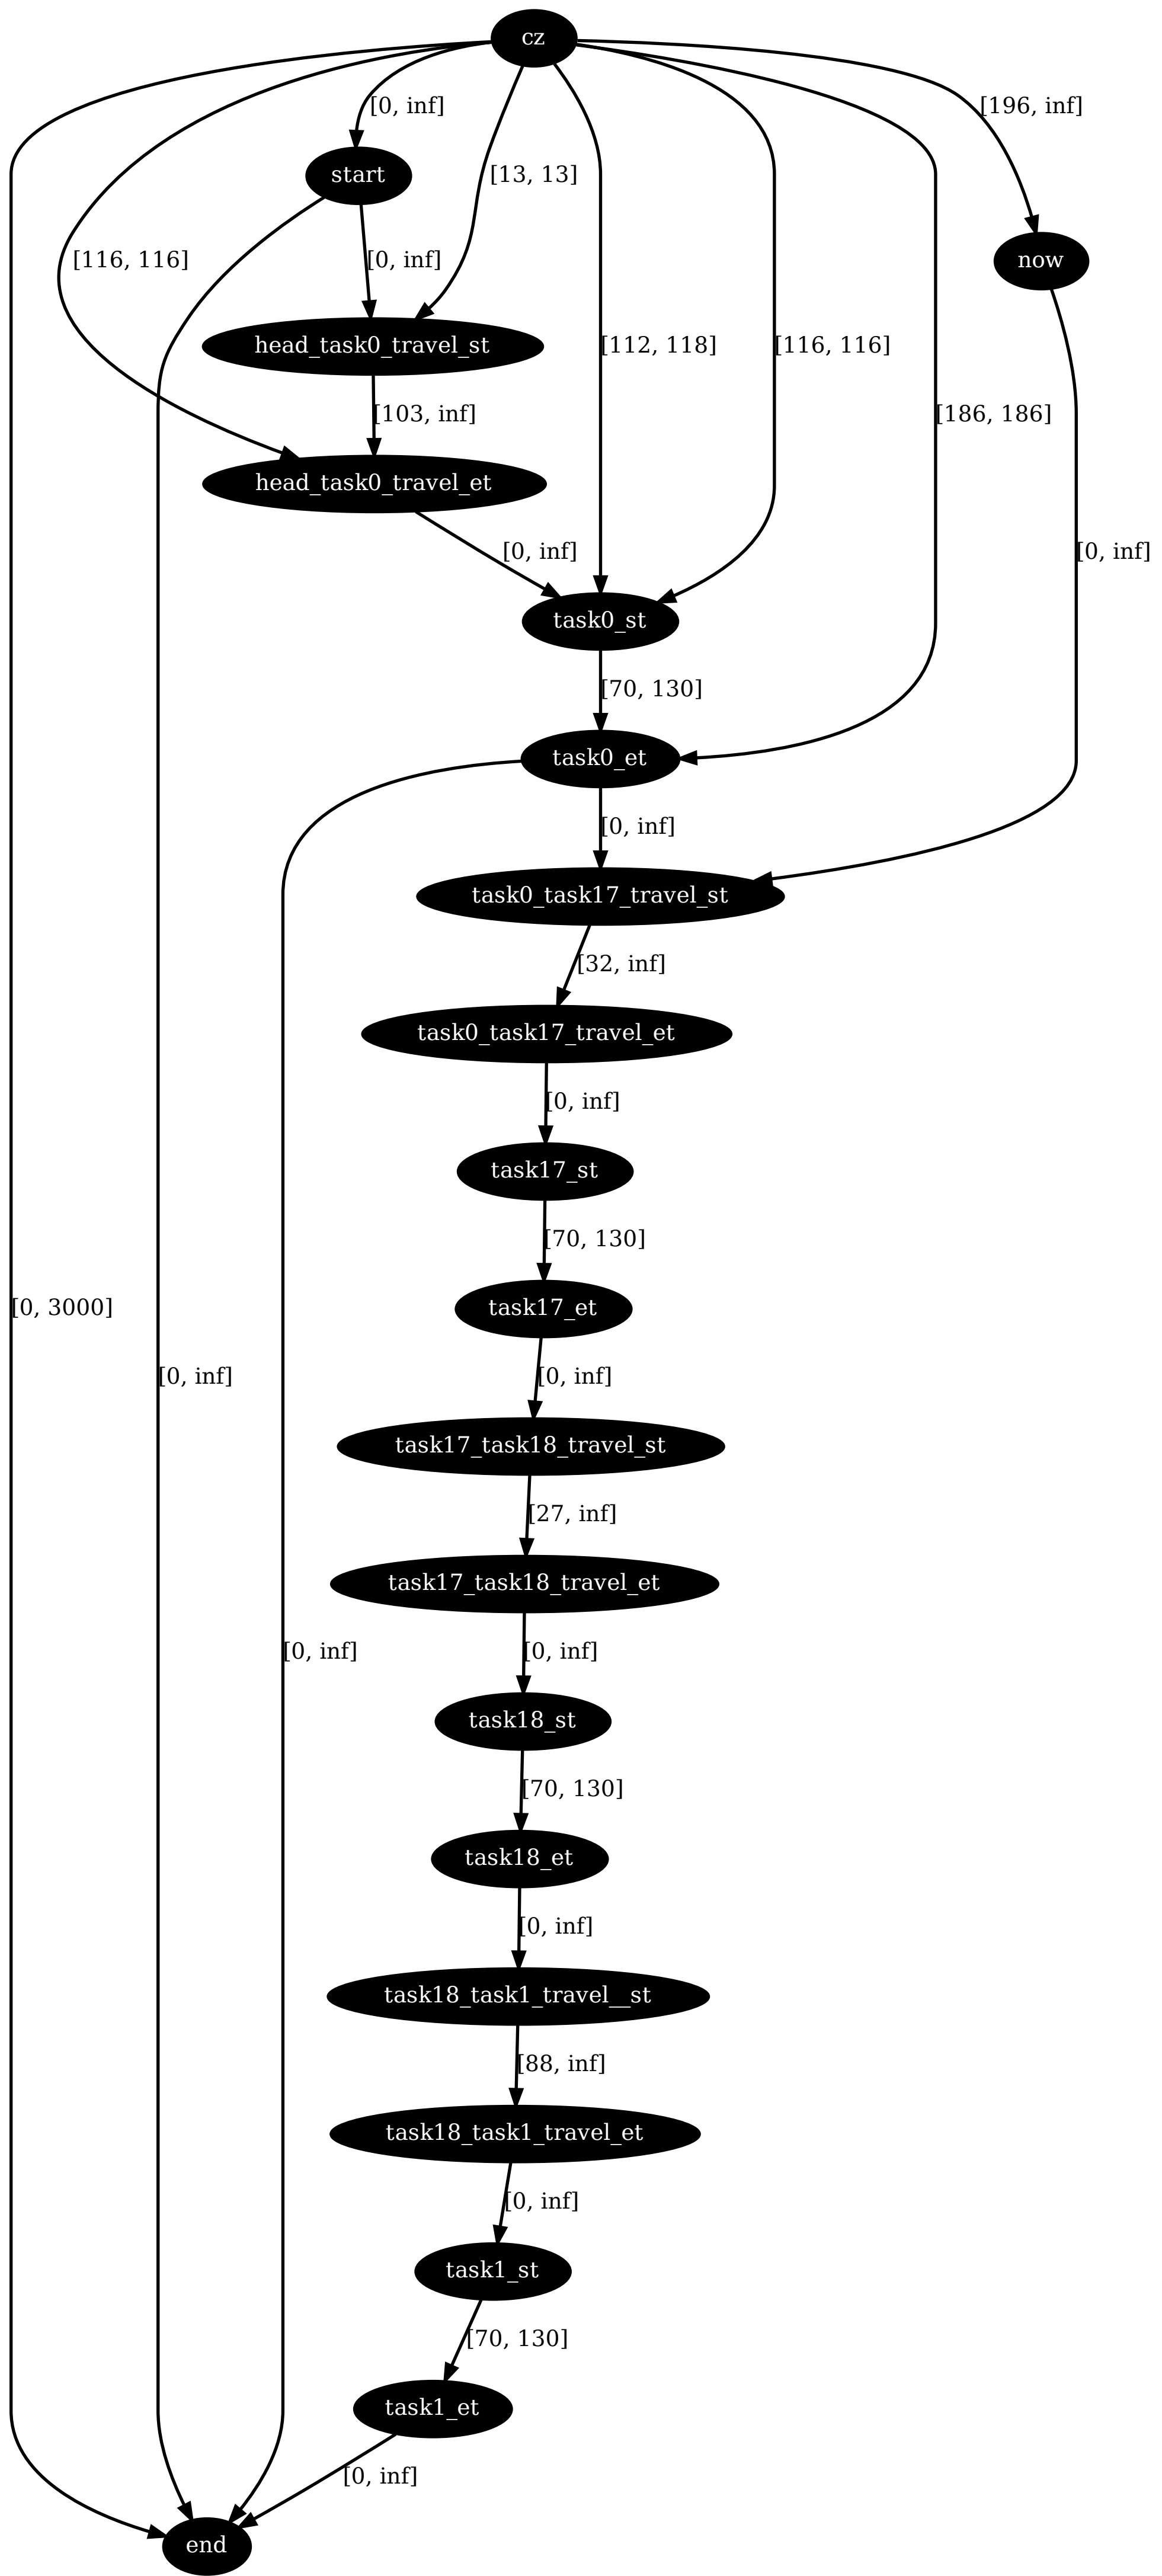 cz
[0, inf]
[196, inf]
start
[13, 13]
[116, 116]
[0, inf]
now
head_task0_travel_st
[112, 118]
[116, 116]
[103, inf]
[186, 186]
head_task0_travel_et
[0, inf]
[0, inf]
task0_st
[70, 130]
task0_et
[0, inf]
task0_task17_travel_st
[32, inf]
task0_task17_travel_et
[0, inf]
task17_st
[70, 130]
task17_et
[0, 3000]
[0, inf]
[0, inf]
task17_task18_travel_st
[27, inf]
task17_task18_travel_et
[0, inf]
[0, inf]
task18_st
[70, 130]
task18_et
[0, inf]
task18_task1_travel__st
[88, inf]
task18_task1_travel_et
[0, inf]
task1_st
[70, 130]
task1_et
[0, inf]
end